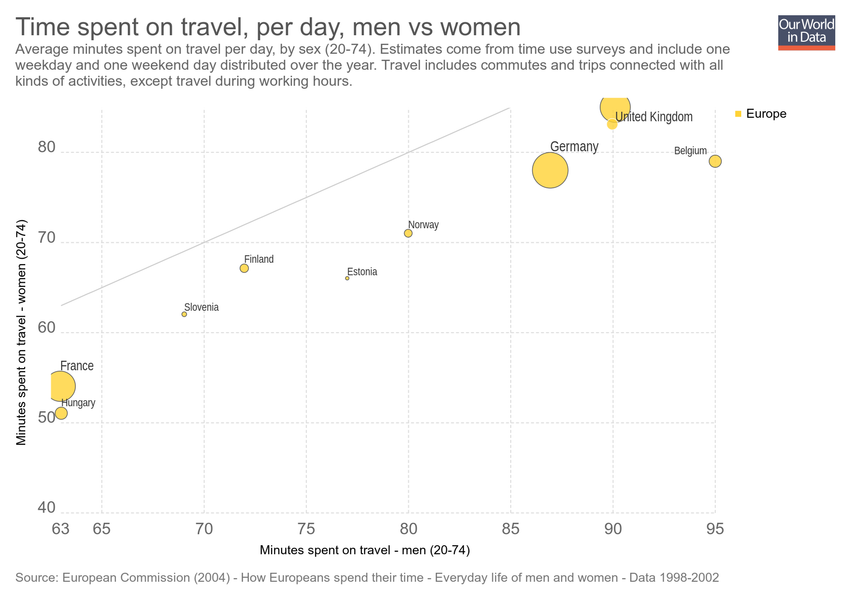 Time spent on travel, per day, men vs women
Average minutes spent on travel per day, by sex (20-74). Estimates come from time use surveys and include one
weekday and one weekend day distributed over the year. Travel includes commutes and trips connected with all
kinds of activities, except travel during working hours.
Our World
in Data
Europe
United Kingdom
Germany
Belgium
Norway
Finland
Estonia
Slovenia
France
Hungary
80
70
60
50
40
Minutes spent on travel - women (20-74)
63 65 70 75 80 85 90 95
Minutes spent on travel - men (20-74)
Source: European Commission (2004) - How Europeans spend their time - Everyday life of men and women - Data 1998-2002